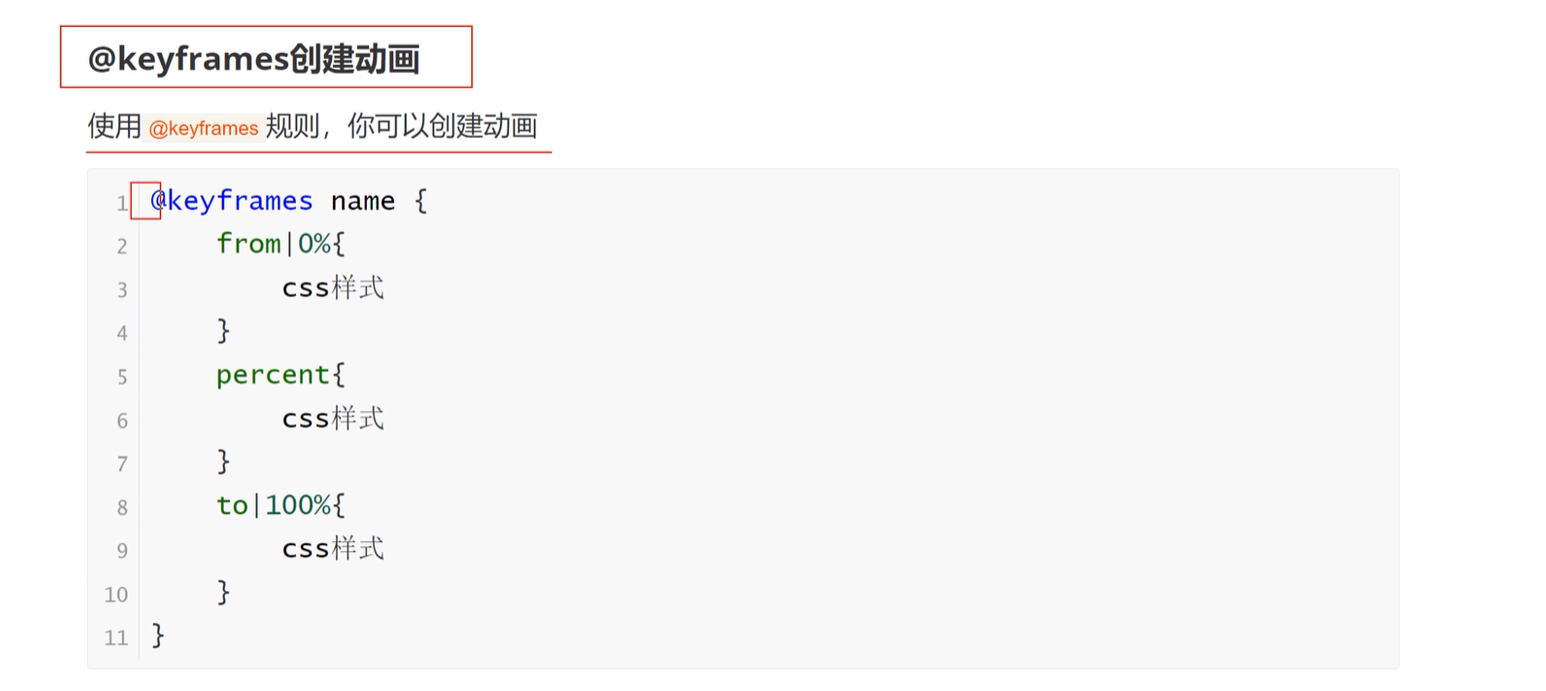 @keyframes创建动画
使用 @keyframes 规则，你可以创建动画
1 @keyframes name {
2     from|0%{
3         css样式
4     }
5     percent{
6         css样式
7     }
8     to|100%{
9         css样式
10     }
11 }